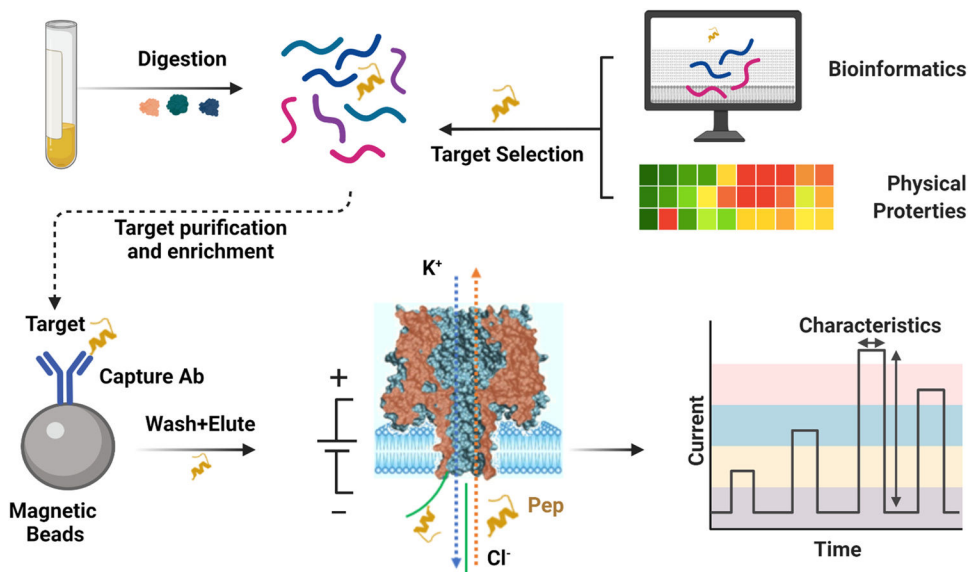 Digestion
Bioinformatics
Target Selection
Physical
Proterties
Target purification
and enrichment
K⁺
Target
Capture Ab
Wash+Elute
Magnetic
Beads
+
−
Pep
Cl⁻
Characteristics
Current
Time